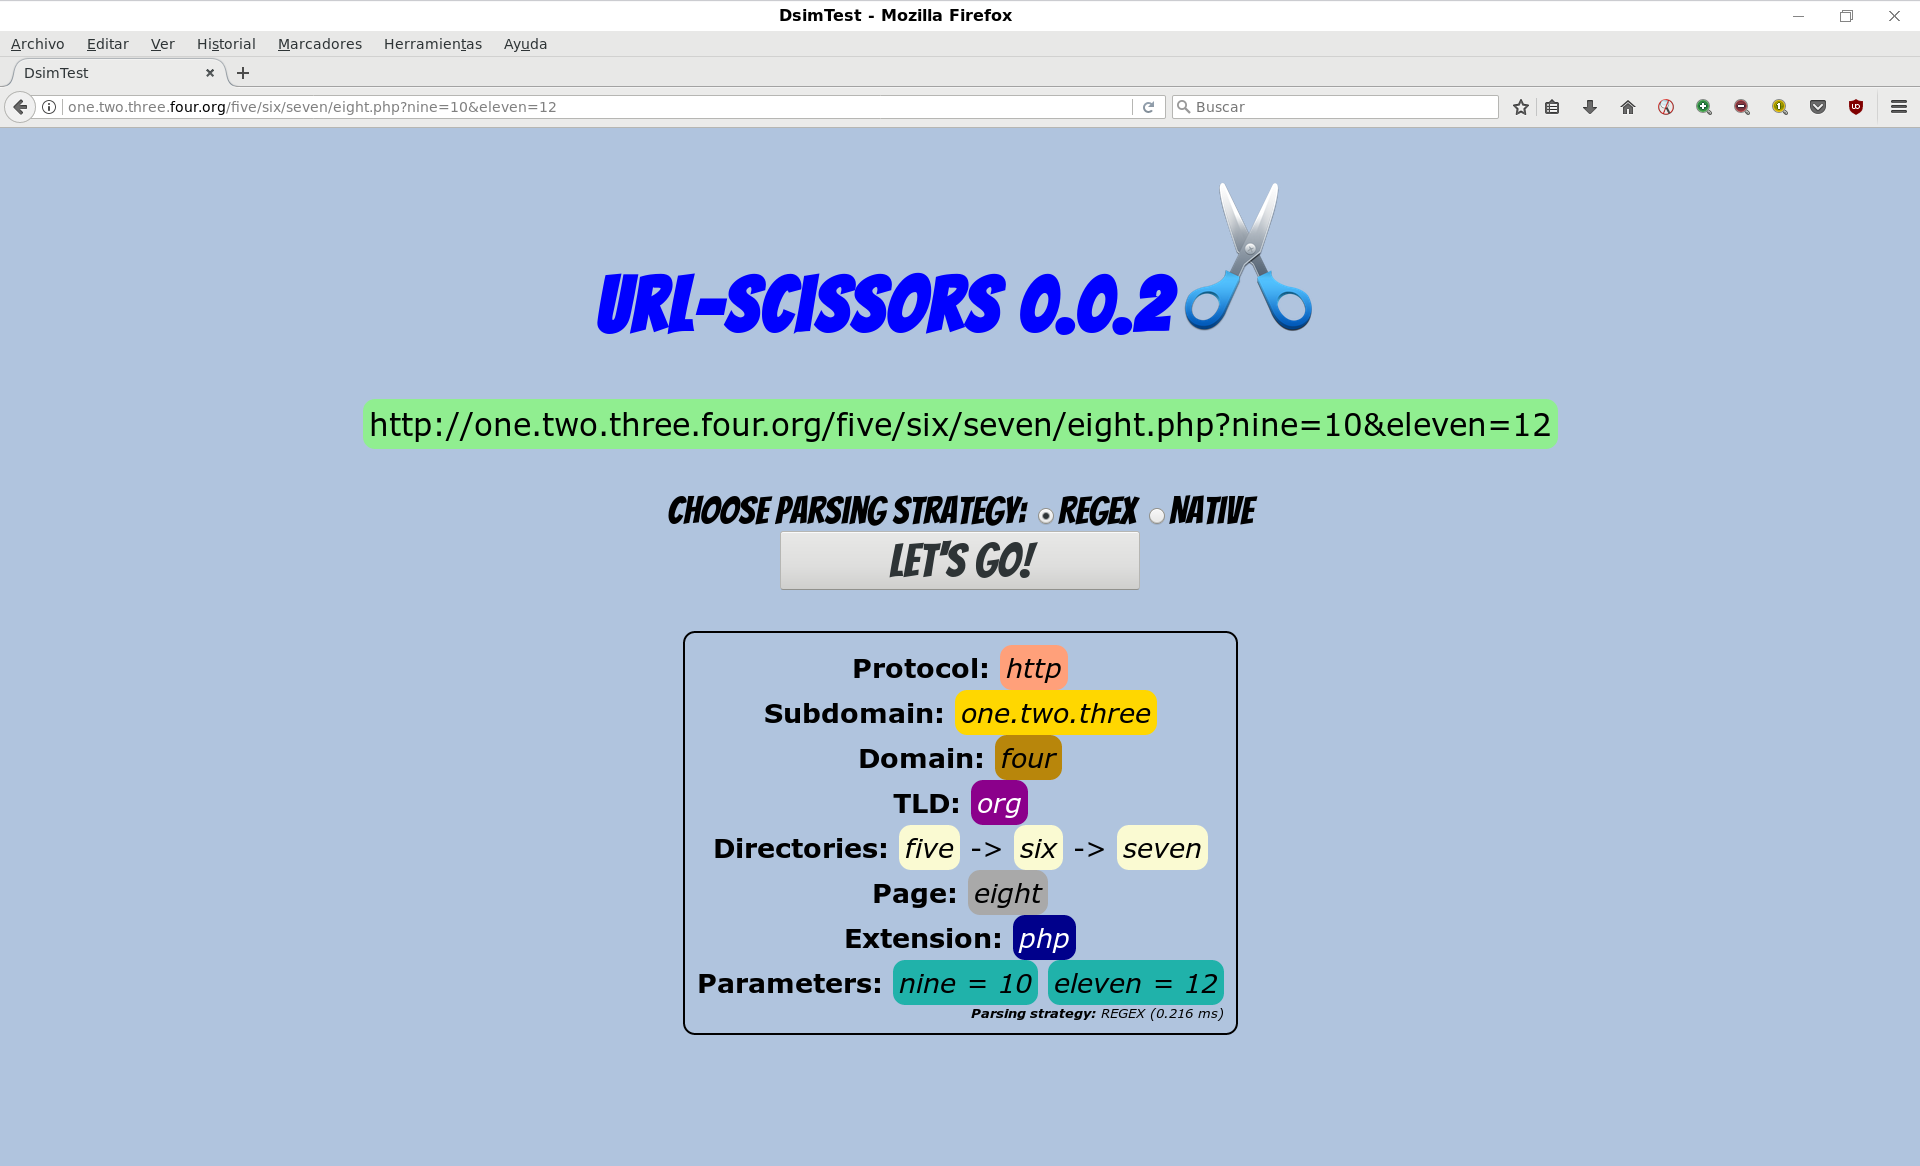 DsimTest - Mozilla Firefox
Archivo Editar Ver Historial Marcadores Herramientas Ayuda
DsimTest
one.two.three.four.org/five/six/seven/eight.php?nine=10&eleven=12 Buscar
URL-SCISSORS 0.0.2
http://one.two.three.four.org/five/six/seven/eight.php?nine=10&eleven=12
CHOOSE PARSING STRATEGY: REGEX NATIVE
LET'S GO!
Protocol: http
Subdomain: one.two.three
Domain: four
TLD: org
Directories: five -> six -> seven
Page: eight
Extension: php
Parameters: nine = 10 eleven = 12
Parsing strategy: REGEX (0.216 ms)